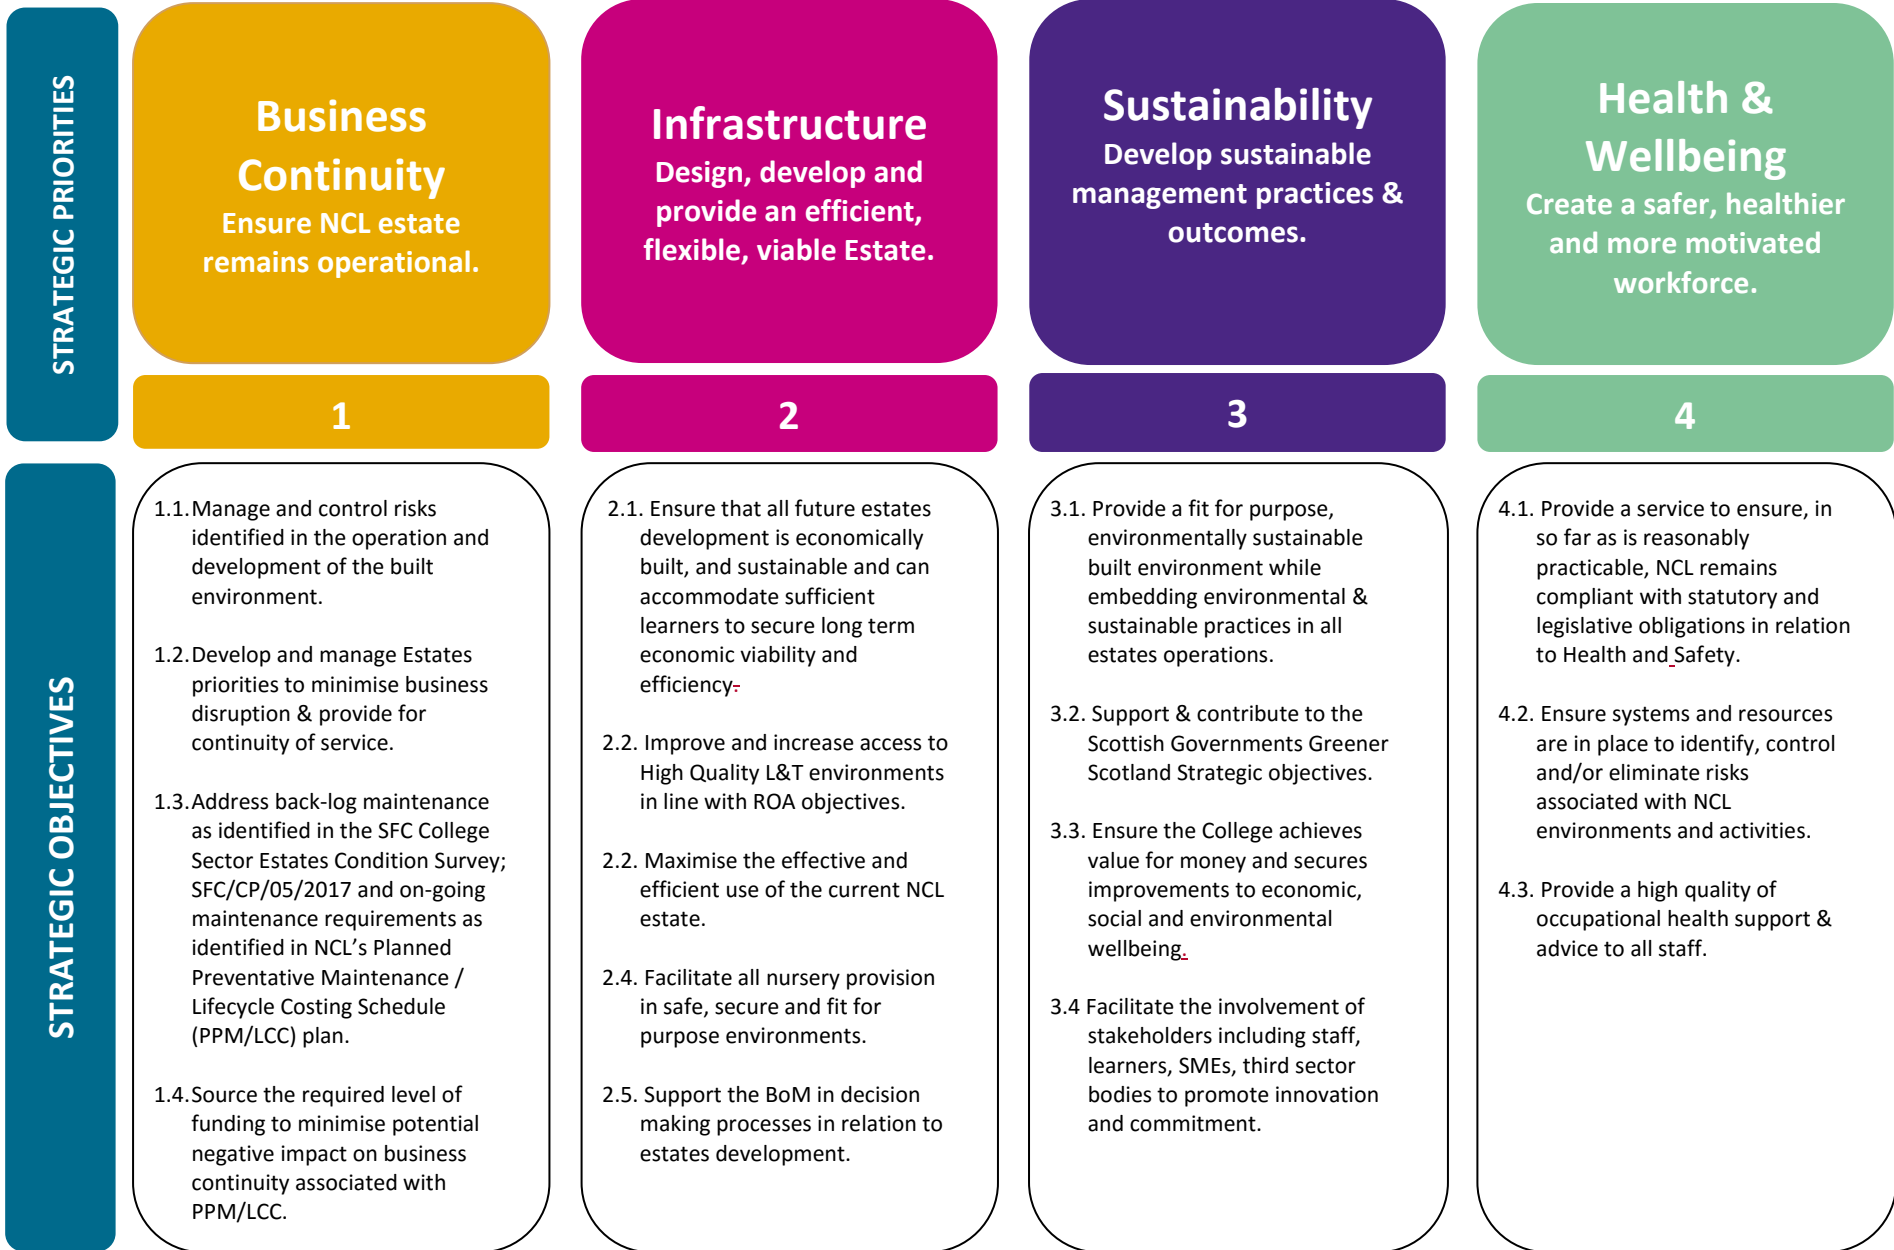 STRATEGIC PRIORITIES
Business
Continuity
Ensure NCL estate
remains operational.
Infrastructure
Design, develop and
provide an efficient,
flexible, viable Estate.
Sustainability
Develop sustainable
management practices &
outcomes.
Health &
Wellbeing
Create a safer, healthier
and more motivated
workforce.
1
2
3
4
STRATEGIC OBJECTIVES
1.1.Manage and control risks
identified in the operation and
development of the built
environment.
1.2.Develop and manage Estates
priorities to minimise business
disruption & provide for
continuity of service.
1.3.Address back-log maintenance
as identified in the SFC College
Sector Estates Condition Survey;
SFC/CP/05/2017 and on-going
maintenance requirements as
identified in NCL’s Planned
Preventative Maintenance /
Lifecycle Costing Schedule
(PPM/LCC) plan.
1.4.Source the required level of
funding to minimise potential
negative impact on business
continuity associated with
PPM/LCC.
2.1. Ensure that all future estates
development is economically
built, and sustainable and can
accommodate sufficient
learners to secure long term
economic viability and
efficiency.
2.2. Improve and increase access to
High Quality L&T environments
in line with ROA objectives.
2.2. Maximise the effective and
efficient use of the current NCL
estate.
2.4. Facilitate all nursery provision
in safe, secure and fit for
purpose environments.
2.5. Support the BoM in decision
making processes in relation to
estates development.
3.1. Provide a fit for purpose,
environmentally sustainable
built environment while
embedding environmental &
sustainable practices in all
estates operations.
3.2. Support & contribute to the
Scottish Governments Greener
Scotland Strategic objectives.
3.3. Ensure the College achieves
value for money and secures
improvements to economic,
social and environmental
wellbeing.
3.4 Facilitate the involvement of
stakeholders including staff,
learners, SMEs, third sector
bodies to promote innovation
and commitment.
4.1. Provide a service to ensure, in
so far as is reasonably
practicable, NCL remains
compliant with statutory and
legislative obligations in relation
to Health and Safety.
4.2. Ensure systems and resources
are in place to identify, control
and/or eliminate risks
associated with NCL
environments and activities.
4.3. Provide a high quality of
occupational health support &
advice to all staff.